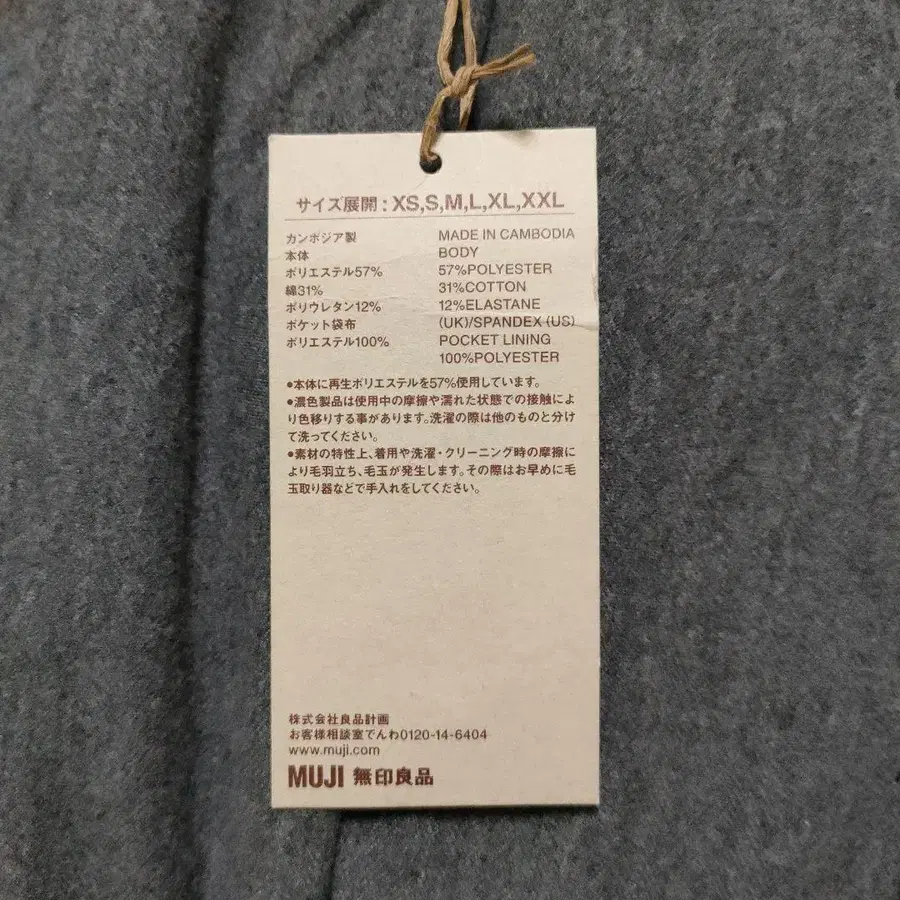 サイズ展開：XS,S,M,L,XL,XXL
カンボジア製
本体
ポリエステル57%
綿31%
ポリウレタン12%
ポケット袋布
ポリエステル100%
MADE IN CAMBODIA
BODY
57%POLYESTER
31%COTTON
12%ELASTANE
(UK)/SPANDEX (US)
POCKET LINING
100%POLYESTER
●本体に再生ポリエステルを57%使用しています。
●濃色製品は使用中の摩擦や濡れた状態での接触によ
り色移りする事があります。洗濯の際は他のものと分け
て洗ってください。
●素材の特性上、着用や洗濯・クリーニング時の摩擦に
より毛羽立ち、毛玉が発生します。その際はお早めに毛
玉取り器などで手入れをしてください。
株式会社良品計画
お客様相談室でんわ0120-14-6404
www.muji.com
MUJI 無印良品